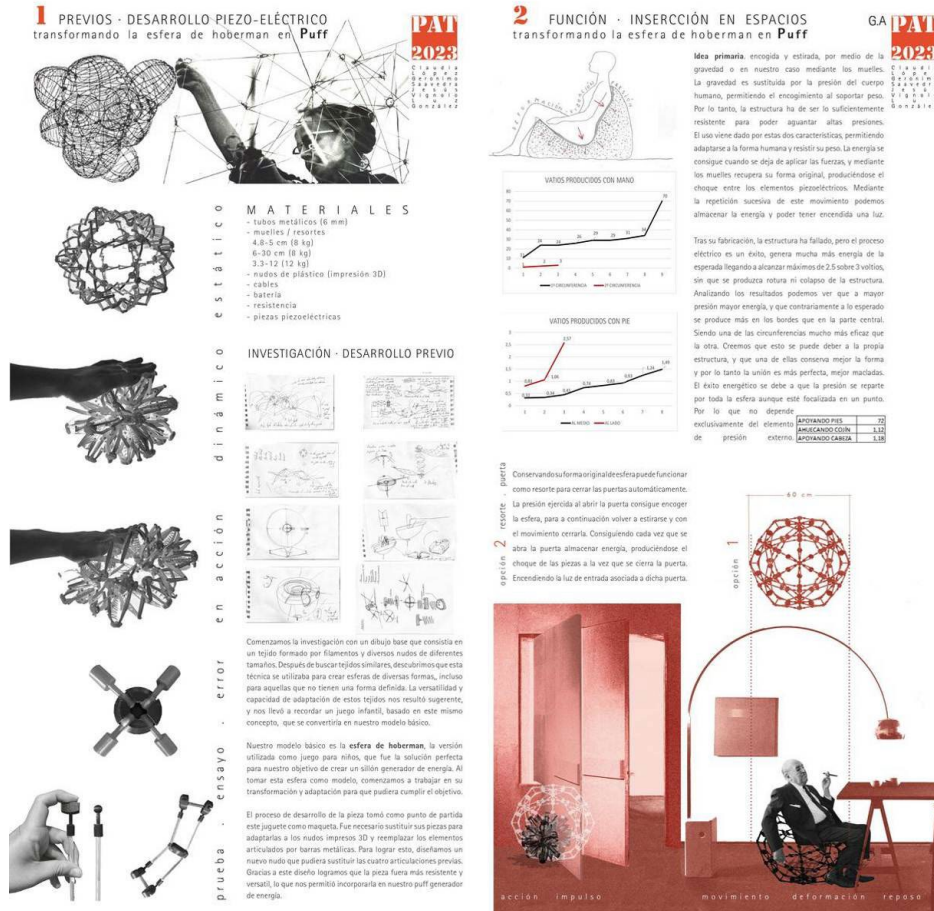 1 PREVIOS · DESARROLLO PIEZO-ELÉCTRICO
transformando la esfera de hoberman en Puff
PAT
2023
Claudia
López
Gerónimo
Saavedra
Jesús
Vignolo
Luz
González
estático
MATERIALES
- tubos metálicos (6 mm)
- muelles / resortes
4.8-5 cm (8 kg)
6-30 cm (8 kg)
3.3-12 (12 kg)
- nudos de plástico (impresión 3D)
- cables
- batería
- resistencia
- piezas piezoeléctricas
dinámico
INVESTIGACIÓN · DESARROLLO PREVIO
en acción
prueba . ensayo . error
Comenzamos la investigación con un dibujo base que consistía en
un tejido formado por filamentos y diversos nudos de diferentes
tamaños. Después de buscar tejidos similares, descubrimos que esta
técnica se utilizaba para crear esferas de diversas formas,, incluso
para aquellas que no tienen una forma definida. La versatilidad y
capacidad de adaptación de estos tejidos nos resultó sugerente,
y nos llevó a recordar un juego infantil, basado en este mismo
concepto, que se convertiría en nuestro modelo básico.
Nuestro modelo básico es la esfera de hoberman, la versión
utilizada como juego para niños, que fue la solución perfecta
para nuestro objetivo de crear un sillón generador de energía. Al
tomar esta esfera como modelo, comenzamos a trabajar en su
transformación y adaptación para que pudiera cumplir el objetivo.
El proceso de desarrollo de la pieza tomó como punto de partida
este juguete como maqueta. Fue necesario sustituir sus piezas para
adaptarlas a los nudos impresos 3D y reemplazar los elementos
articulados por barras metálicas. Para lograr esto, diseñamos un
nuevo nudo que pudiera sustituir las cuatro articulaciones previas.
Gracias a este diseño logramos que la pieza fuera más resistente y
versatil, lo que nos permitió incorporarla en nuestro puff generador
de energía.
2 FUNCIÓN · INSERCCIÓN EN ESPACIOS G.A
transformando la esfera de hoberman en Puff
PAT
2023
Claudia
López
Gerónimo
Saavedra
Jesús
Vignolo
Luz
González
Idea primaria, encogida y estirada, por medio de la
gravedad o en nuestro caso mediante los muelles.
La gravedad es sustituida por la presión del cuerpo
humano, permitiendo el encogimiento al soportar peso.
Por lo tanto, la estructura ha de ser lo suficientemente
resistente para poder aguantar altas presiones.
El uso viene dado por estas dos características, permitiendo
adaptarse a la forma humana y resistir su peso. La energía se
consigue cuando se deja de aplicar las fuerzas, y mediante
los muelles recupera su forma original, produciéndose el
choque entre los elementos piezoeléctricos. Mediante
la repetición sucesiva de este movimiento podemos
almacenar la energía y poder tener encendida una luz.
Tras su fabricación, la estructura ha fallado, pero el proceso
eléctrico es un éxito, genera mucha más energía de la
esperada llegando a alcanzar máximos de 2.5 sobre 3 voltios,
sin que se produzca rotura ni colapso de la estructura.
Analizando los resultados podemos ver que a mayor
presión mayor energía, y que contrariamente a lo esperado
se produce más en los bordes que en la parte central.
Siendo una de las circunferencias mucho más eficaz que
la otra. Creemos que esto se puede deber a la propia
estructura, y que una de ellas conserva mejor la forma
y por lo tanto la unión es más perfecta, mejor macladas.
El éxito energético se debe a que la presión se reparte
por toda la esfera aunque esté focalizada en un punto.
Por lo que no depende
exclusivamente del elemento
de presión externo.
APOYANDO PIES 72
AHUECANDO COJÍN 1,12
APOYANDO CABEZA 1,18
VATIOS PRODUCIDOS CON MANO
1ª CIRCUNFERENCIA 2ª CIRCUNFERENCIA
VATIOS PRODUCIDOS CON PIE
2,57
AL MEDIO AL LADO
opción 2 resorte . puerta
Conservando su forma original de esfera puede funcionar
como resorte para cerrar las puertas automáticamente.
La presión ejercida al abrir la puerta consigue encoger
la esfera, para a continuación volver a estirarse y con
el movimiento cerrarla. Consiguiendo cada vez que se
abra la puerta almacenar energía, produciéndose el
choque de las piezas a la vez que se cierra la puerta.
Encendiendo la luz de entrada asociada a dicha puerta.
60 cm
opción 1
acción impulso
movimiento deformación reposo